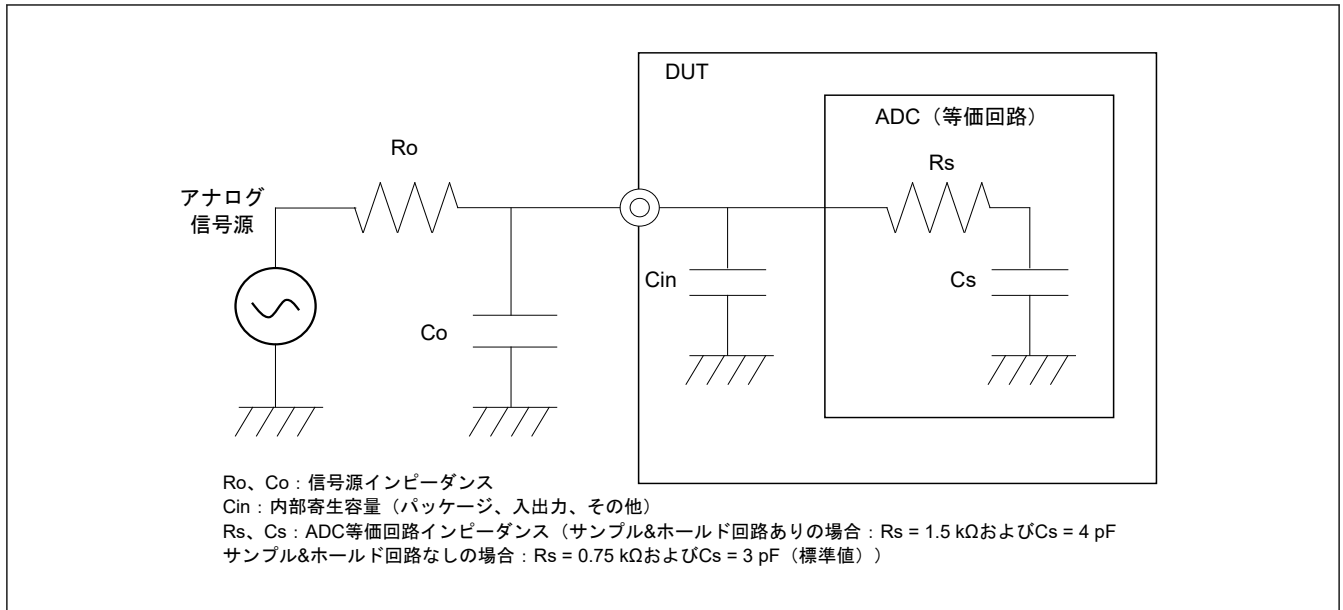 DUT
ADC（等価回路）
Ro
Rs
アナログ
信号源
Cin
Cs
Co
Ro、Co：信号源インピーダンス
Cin：内部寄生容量（パッケージ、入出力、その他）
Rs、Cs：ADC等価回路インピーダンス（サンプル&ホールド回路ありの場合：Rs = 1.5 kΩおよびCs = 4 pF
サンプル&ホールド回路なしの場合：Rs = 0.75 kΩおよびCs = 3 pF（標準値））